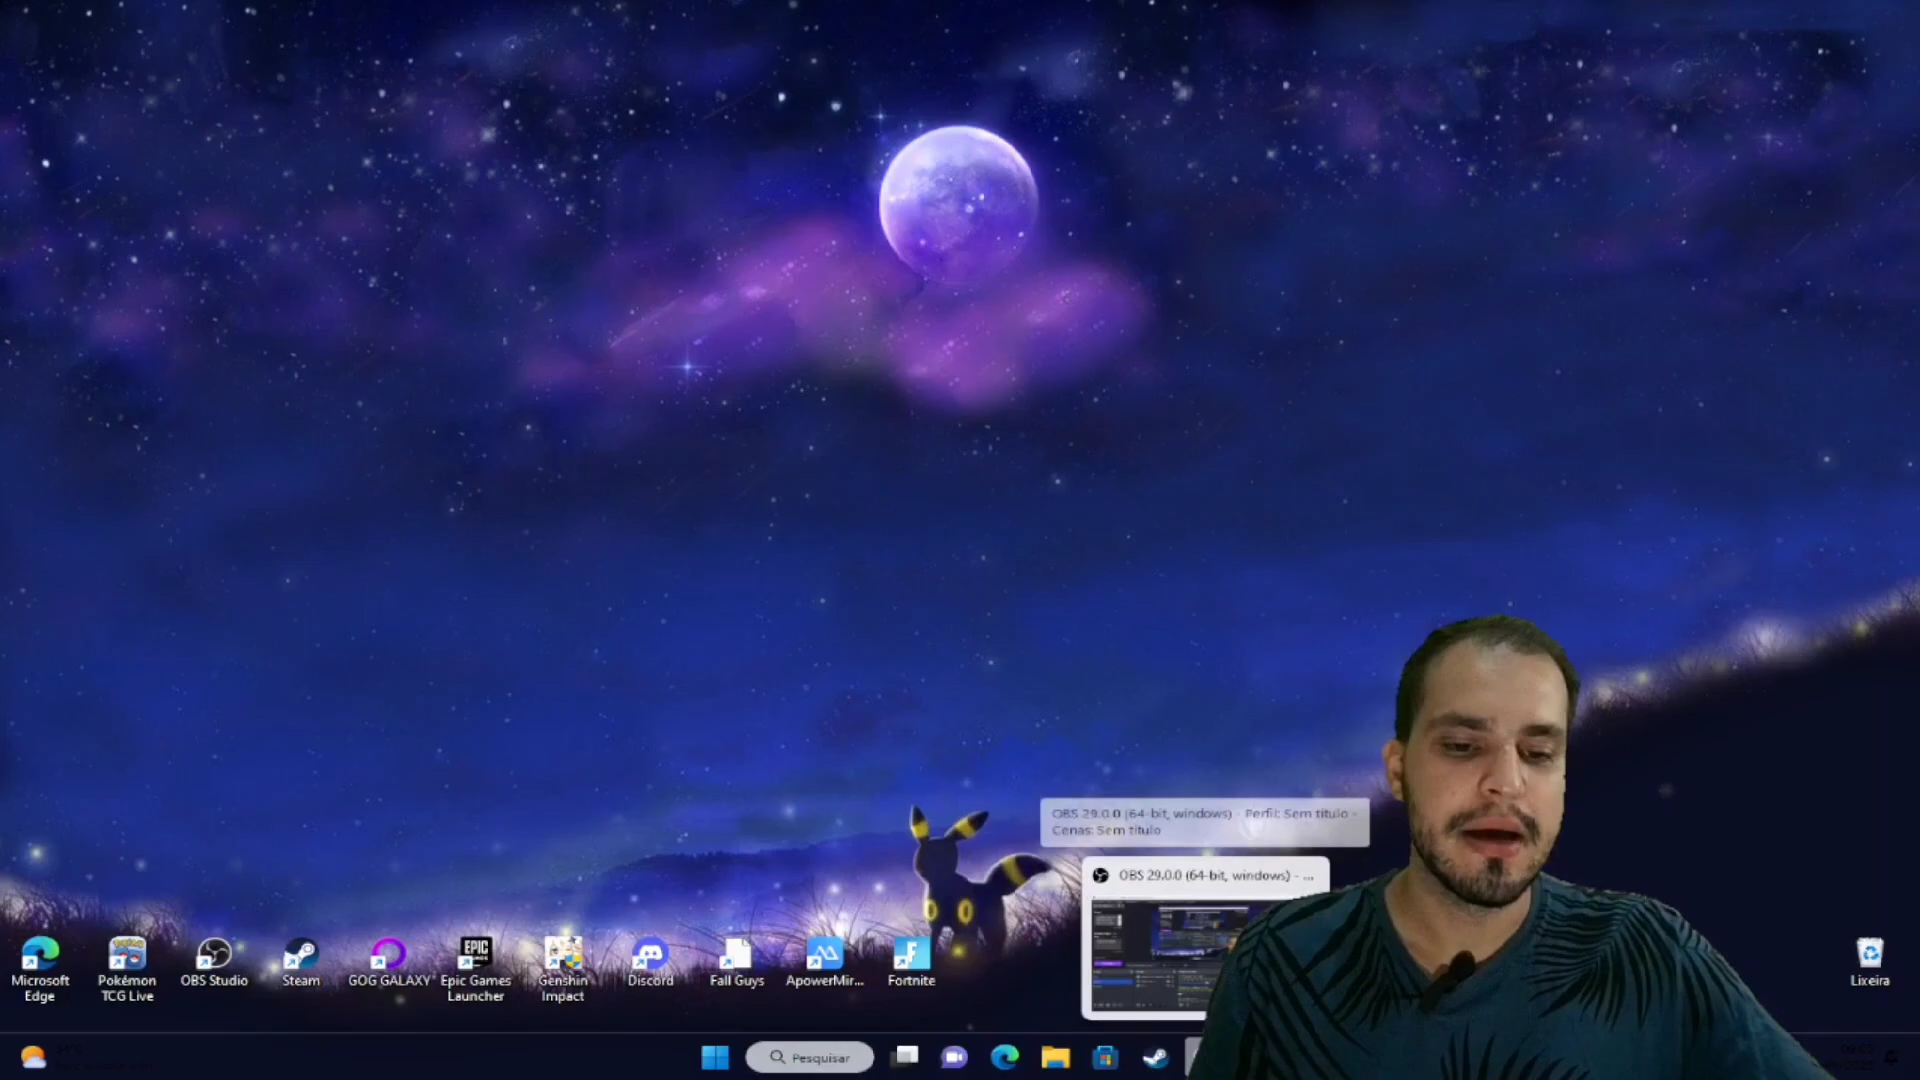 OBS 29.0.0 (64-bit, windows) - Perfil: Sem título -
Cenas: Sem título
OBS 29.0.0 (64-bit, windows) - ...
Microsoft
Edge
Pokémon
TCG Live
OBS Studio
Steam
GOG GALAXY
Epic Games
Launcher
Genshin
Impact
Discord
Fall Guys
ApowerMir...
Fortnite
Lixeira
EPIC
Pesquisar